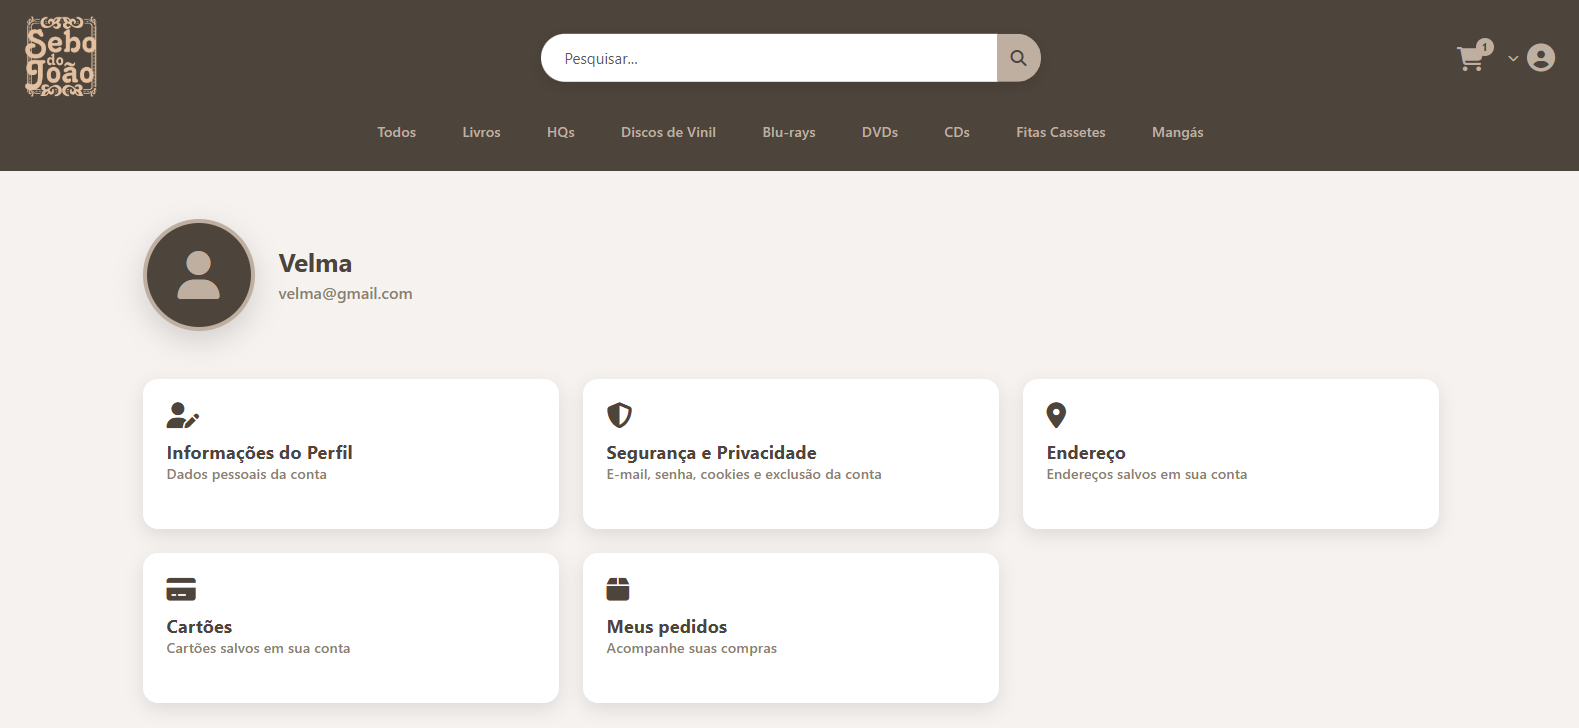 Sebo
do
João
Pesquisar...
1
Todos Livros HQs Discos de Vinil Blu-rays DVDs CDs Fitas Cassetes Mangás
Velma
velma@gmail.com
Informações do Perfil
Dados pessoais da conta
Segurança e Privacidade
E-mail, senha, cookies e exclusão da conta
Endereço
Endereços salvos em sua conta
Cartões
Cartões salvos em sua conta
Meus pedidos
Acompanhe suas compras